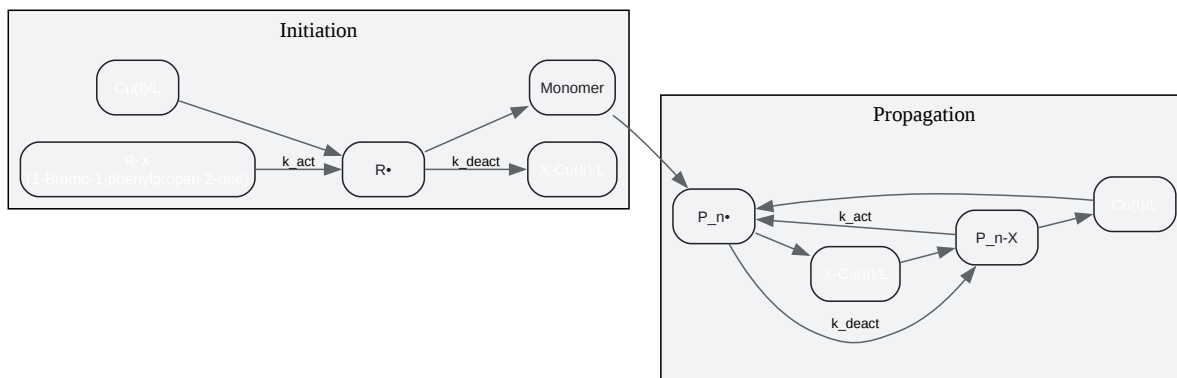 Initiation
Cu(I)/L
Monomer
R-X
(1-Bromo-1-phenylpropan-2-one)
k_act
R•
k_deact
X-Cu(II)/L
Propagation
P_n•
k_act
Cu(I)/L
P_n-X
X-Cu(II)/L
k_deact